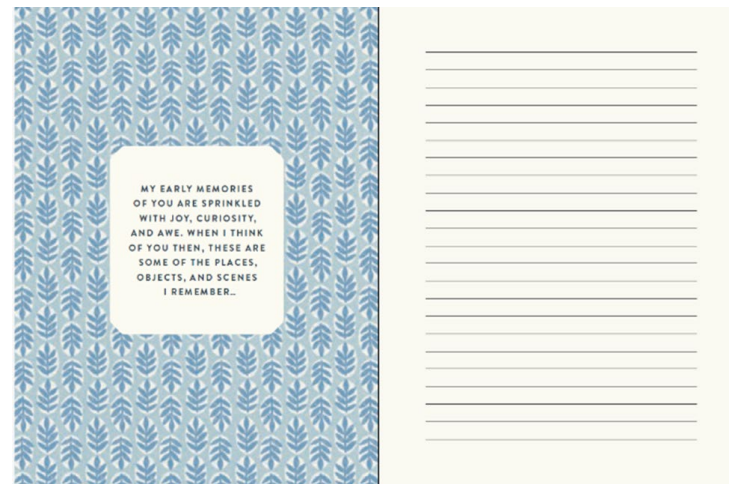 MY EARLY MEMORIES
OF YOU ARE SPRINKLED
WITH JOY, CURIOSITY,
AND AWE. WHEN I THINK
OF YOU THEN, THESE ARE
SOME OF THE PLACES,
OBJECTS, AND SCENES
I REMEMBER...